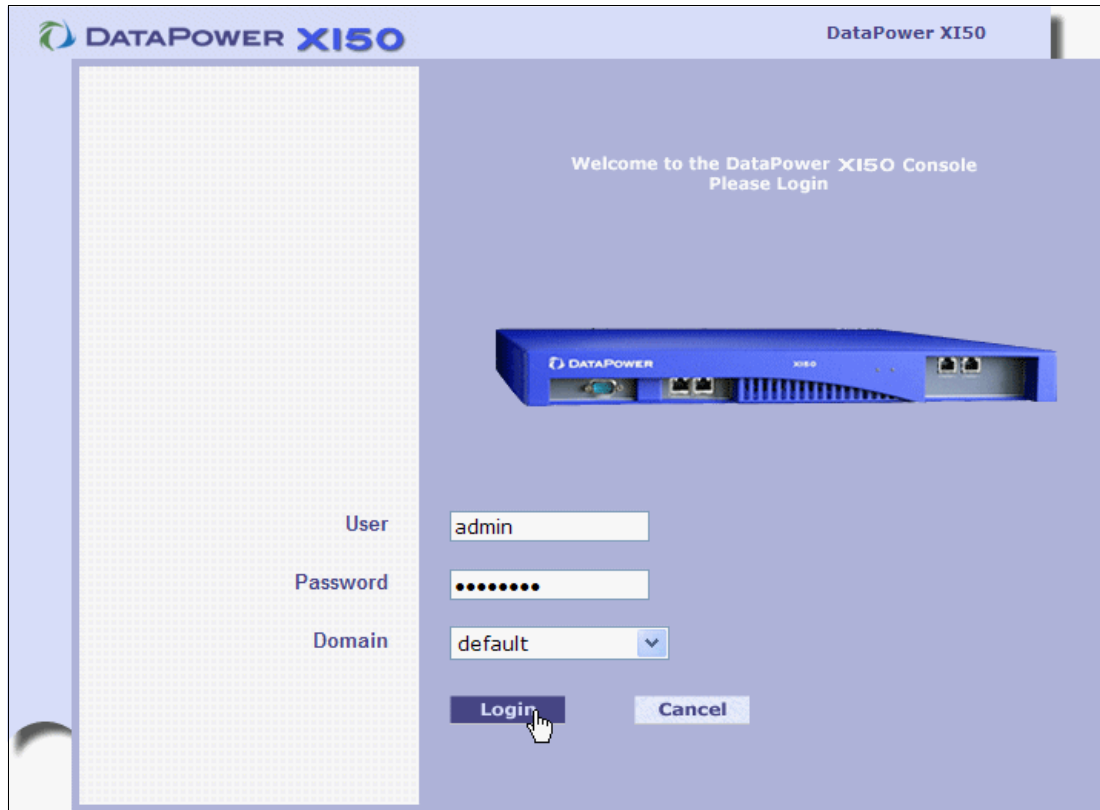 DATAPOWER XI50
DataPower XI50
Welcome to the DataPower XI50 Console
Please Login
DATAPOWER
XI50
User
admin
Password
••••••••
Domain
default
Login
Cancel